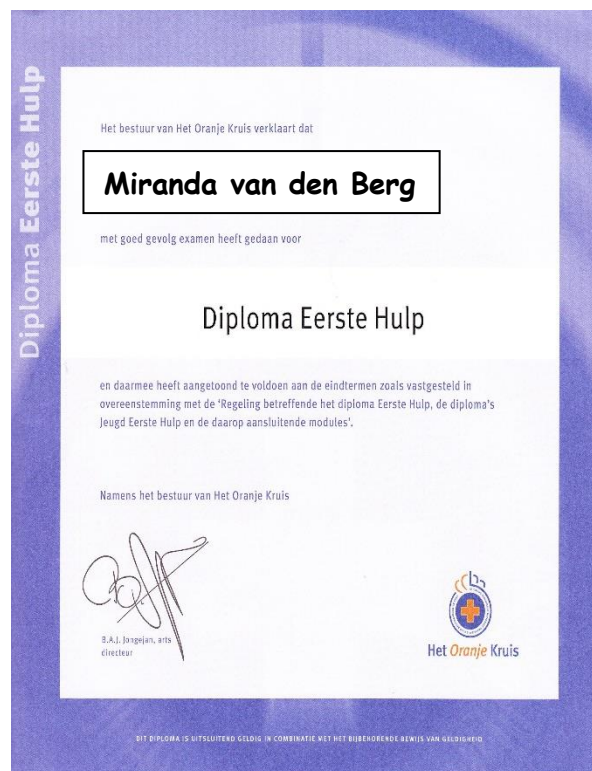 Diploma Eerste Hulp
Het bestuur van Het Oranje Kruis verklaart dat
Miranda van den Berg
met goed gevolg examen heeft gedaan voor
Diploma Eerste Hulp
en daarmee heeft aangetoond te voldoen aan de eindtermen zoals vastgesteld in
overeenstemming met de 'Regeling betreffende het diploma Eerste Hulp, de diploma's
Jeugd Eerste Hulp en de daarop aansluitende modules'.
Namens het bestuur van Het Oranje Kruis
B.A.J. Jongejan, arts
directeur
Het Oranje Kruis
DIT DIPLOMA IS UITSLUITEND GELDIG IN COMBINATIE MET HET BIJBEHORENDE BEWIJS VAN GELDIGHEID